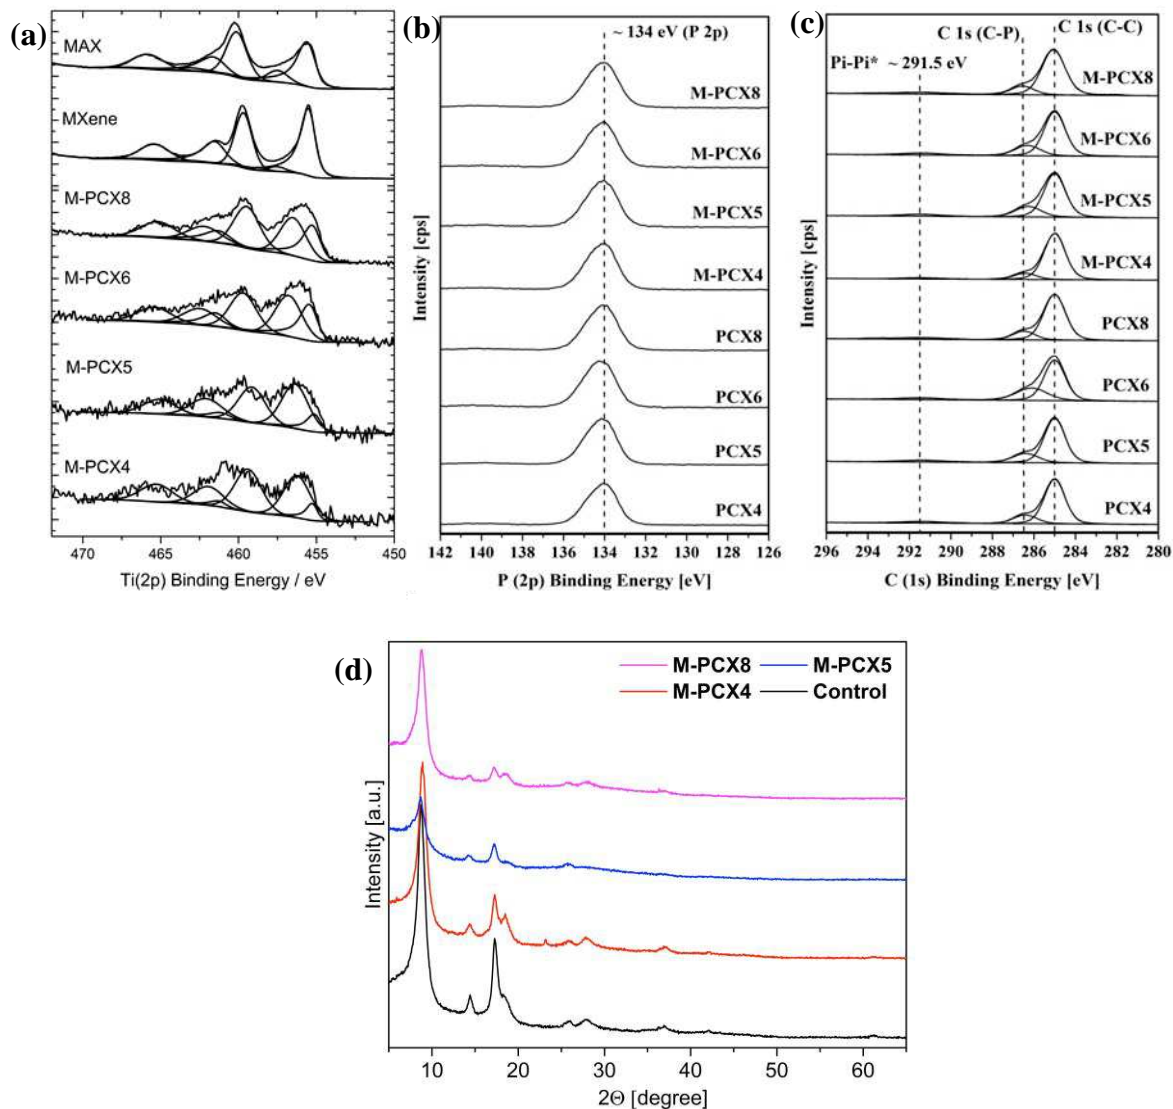 (a)
MAX
MXene
M-PCX8
M-PCX6
M-PCX5
M-PCX4
470 465 460 455 450
Ti(2p) Binding Energy / eV
(b)
~ 134 eV (P 2p)
M-PCX8
M-PCX6
M-PCX5
M-PCX4
PCX8
PCX6
PCX5
PCX4
Intensity [cps]
142 140 138 136 134 132 130 128 126
P (2p) Binding Energy [eV]
(c)
C 1s (C-C)
C 1s (C-P)
Pi-Pi* ~ 291.5 eV
M-PCX8
M-PCX6
M-PCX5
M-PCX4
PCX8
PCX6
PCX5
PCX4
Intensity [cps]
296 294 292 290 288 286 284 282 280
C (1s) Binding Energy [eV]
(d)
M-PCX8 M-PCX5
M-PCX4 Control
Intensity [a.u.]
10 20 30 40 50 60
2Θ [degree]